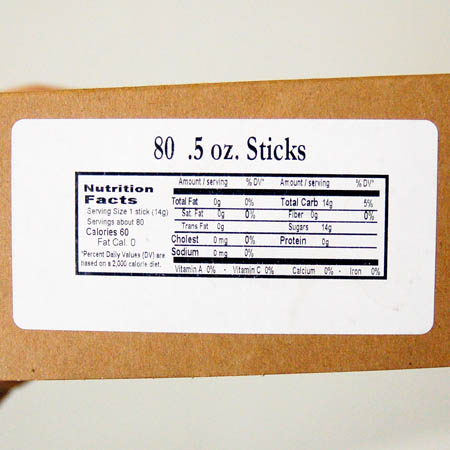 80 .5 oz. Sticks
Nutrition
Facts
Serving Size 1 stick (14g)
Servings about 80
Calories 60
Fat Cal. 0
*Percent Daily Values (DV) are
based on a 2,000 calorie diet.
Amount / serving % DV* Amount / serving % DV*
Total Fat 0g 0% Total Carb 14g 5%
Sat. Fat 0g 0% Fiber 0g 0%
Trans Fat 0g Sugars 14g
Cholest 0 mg 0% Protein 0g
Sodium 0 mg 0%
Vitamin A 0% - Vitamin C 0% - Calcium 0% - Iron 0%